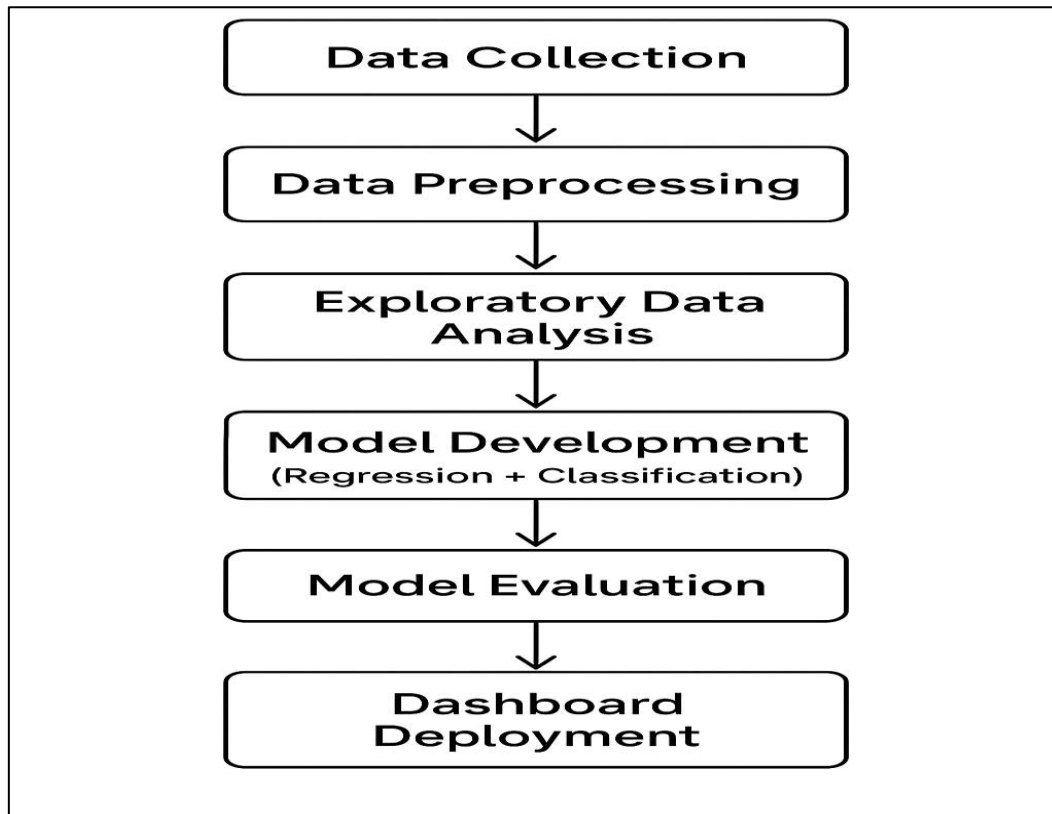 Data Collection
Data Preprocessing
Exploratory Data
Analysis
Model Development
(Regression + Classification)
Model Evaluation
Dashboard
Deployment